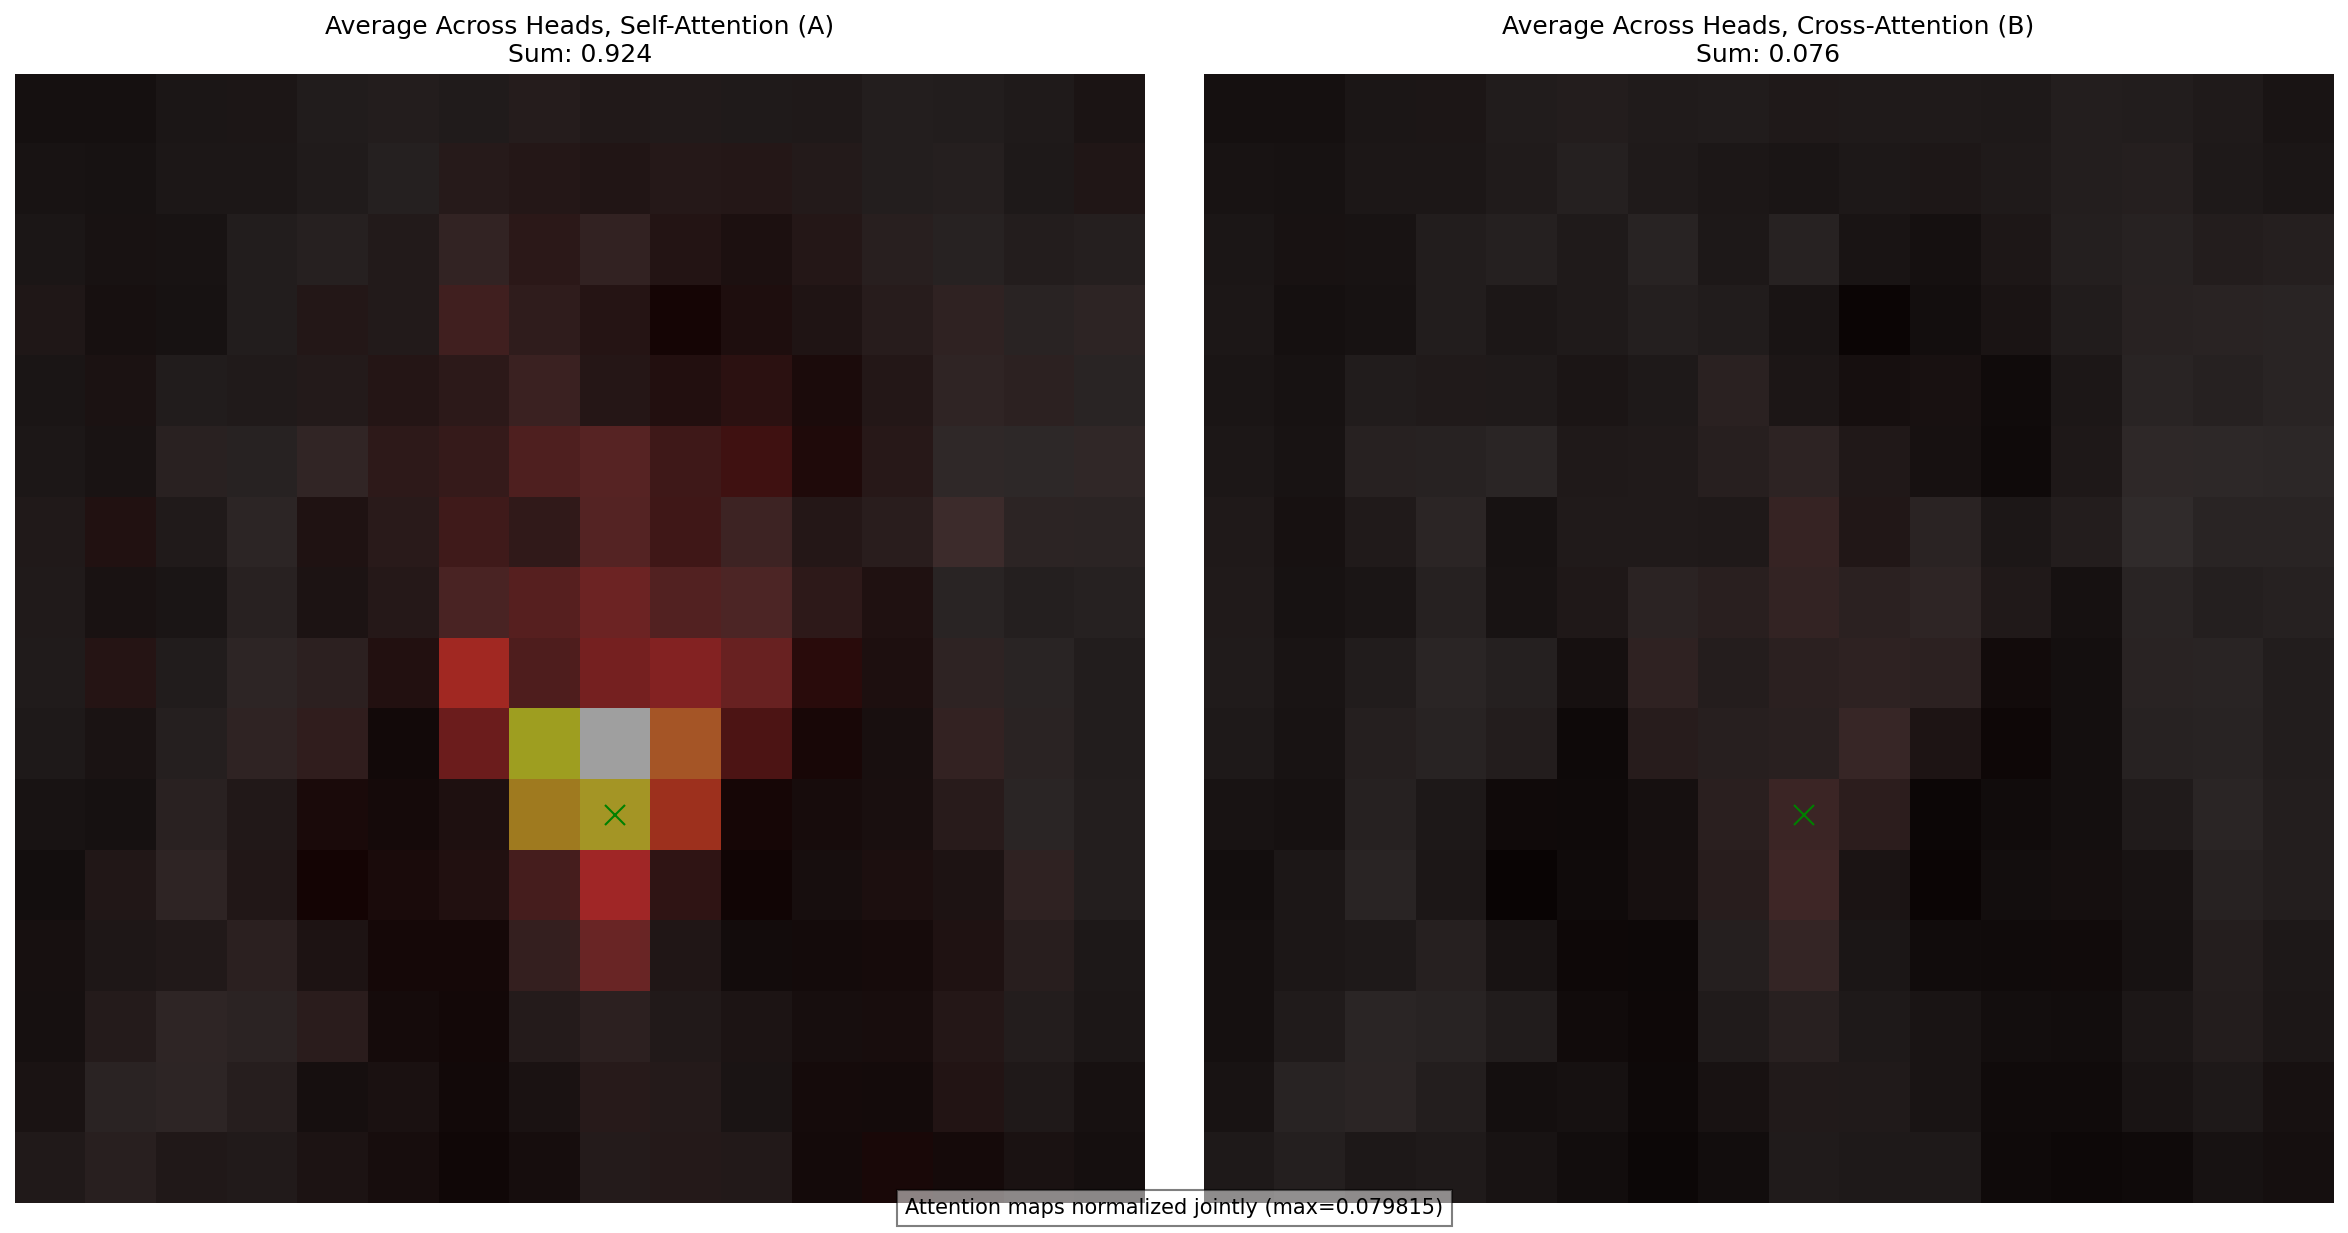 Average Across Heads, Self-Attention (A)
Sum: 0.924
Average Across Heads, Cross-Attention (B)
Sum: 0.076
Attention maps normalized jointly (max=0.079815)